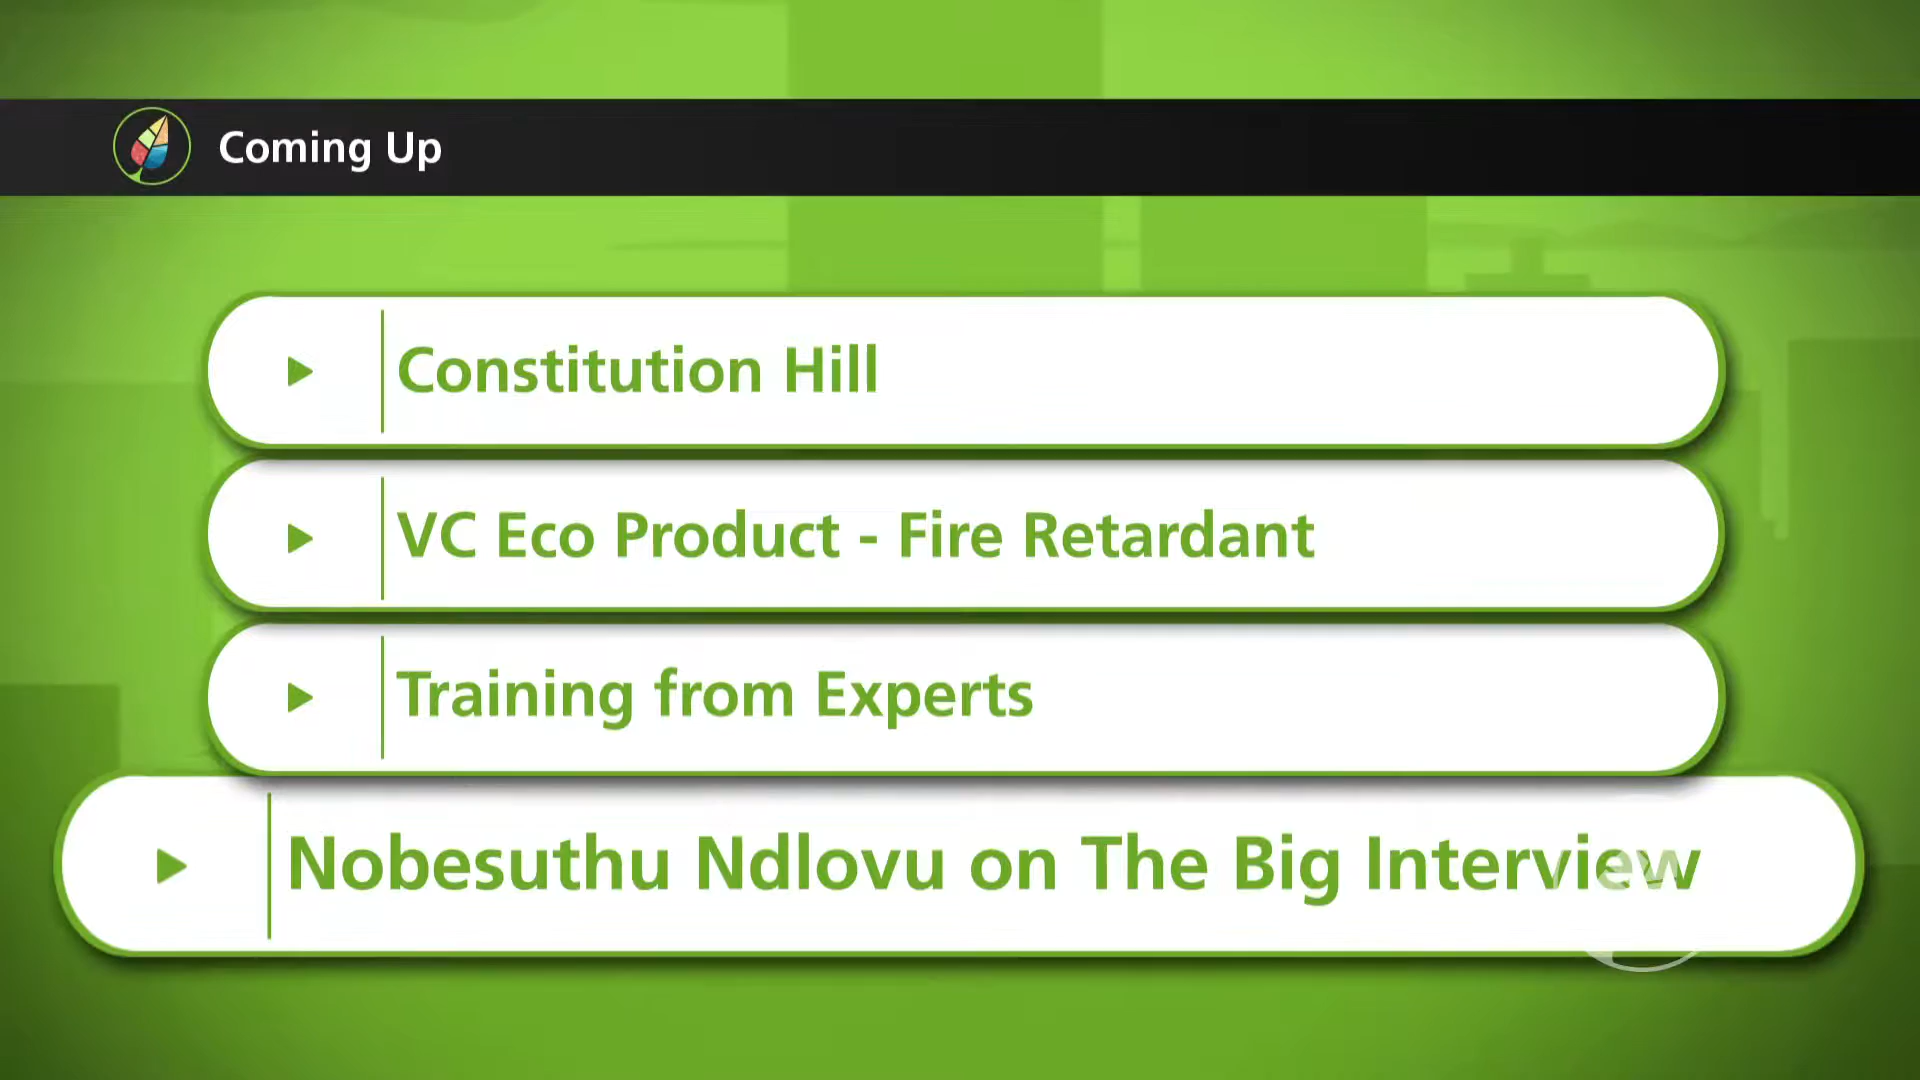 Coming Up
Constitution Hill
VC Eco Product - Fire Retardant
Training from Experts
Nobesuthu Ndlovu on The Big Interview